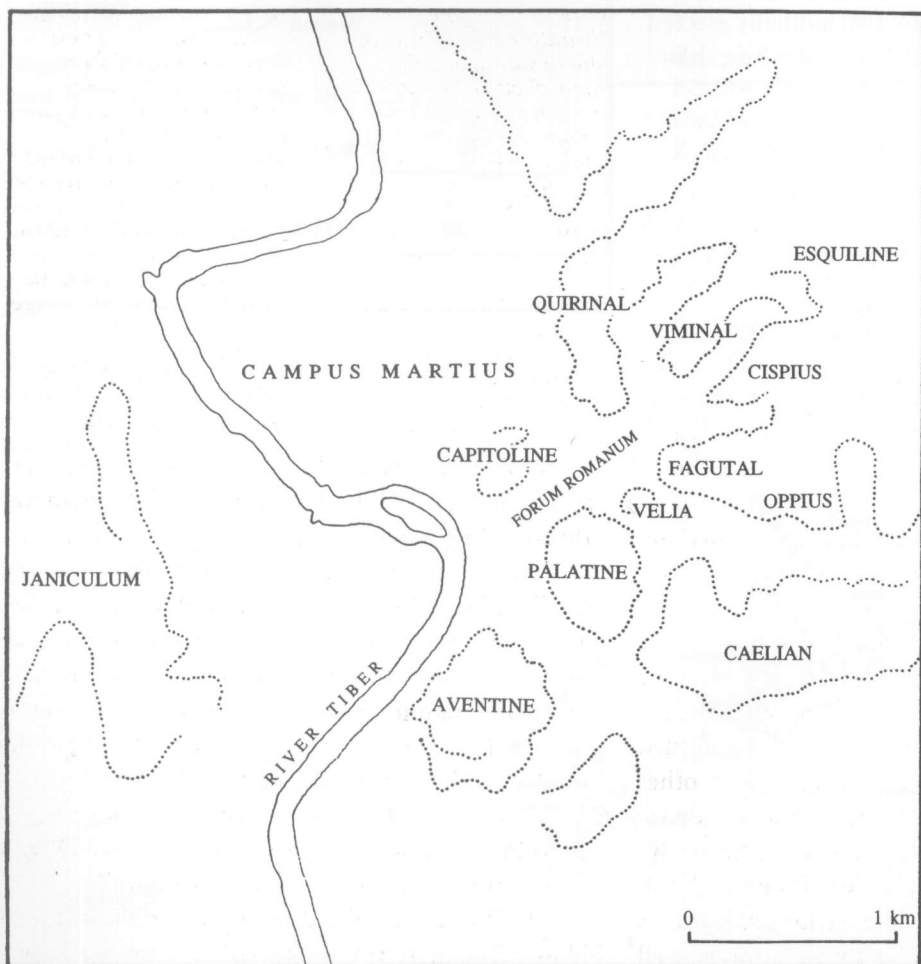 ESQUILINE
QUIRINAL
VIMINAL
CAMPUS MARTIUS
CISPIUS
CAPITOLINE
FORUM ROMANUM
FAGUTAL
OPPIUS
VELIA
JANICULUM
PALATINE
CAELIAN
RIVER TIBER
AVENTINE
0 1 km